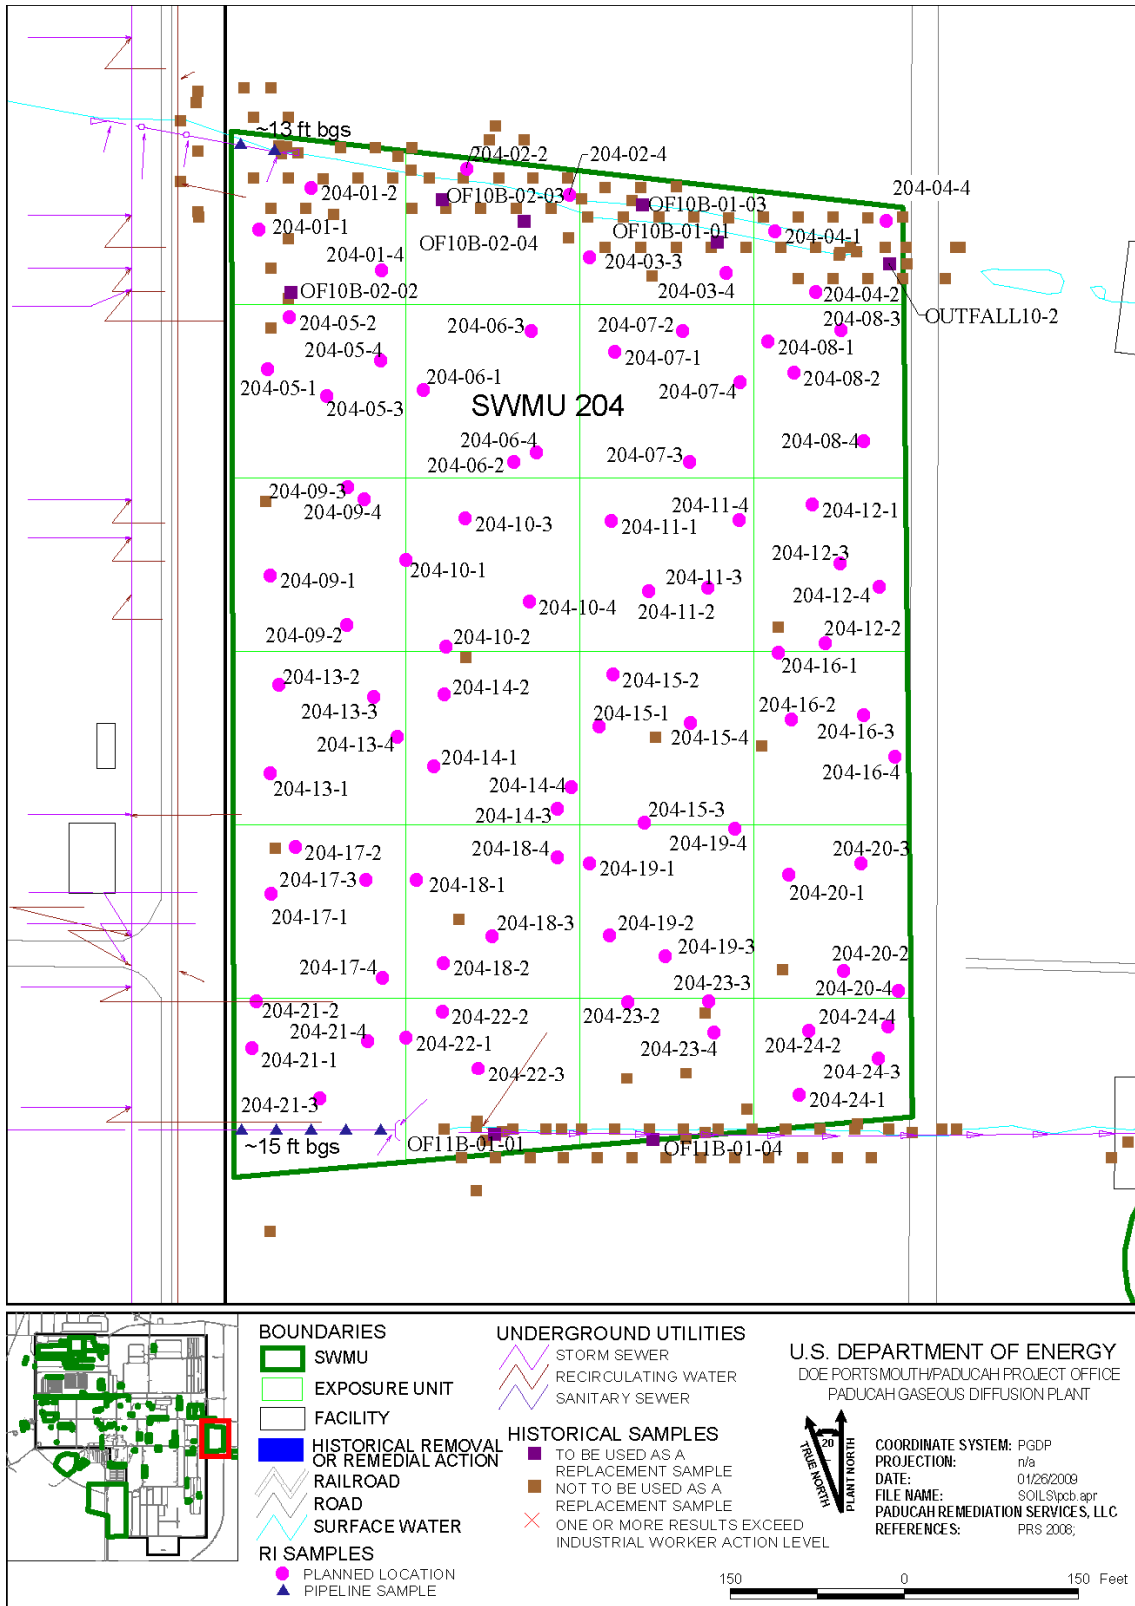 ~13 ft bgs
204-02-2
204-02-4
204-04-4
204-01-2
OF10B-02-03
OF10B-01-03
204-01-1
OF10B-02-04
OF10B-01-01
204-04-1
204-01-4
204-03-3
204-03-4
OF10B-02-02
204-04-2
204-05-2
204-06-3
204-07-2
204-08-3
OUTFALL10-2
204-05-4
204-07-1
204-08-1
204-05-1
204-06-1
204-07-4
204-08-2
204-05-3
SWMU 204
204-06-4
204-08-4
204-06-2
204-07-3
204-09-3
204-09-4
204-10-3
204-11-1
204-11-4
204-12-1
204-10-1
204-12-3
204-09-1
204-11-3
204-12-4
204-10-4
204-11-2
204-09-2
204-10-2
204-12-2
204-16-1
204-13-2
204-14-2
204-15-2
204-13-3
204-15-1
204-16-2
204-13-4
204-15-4
204-16-3
204-14-1
204-16-4
204-13-1
204-14-4
204-14-3
204-15-3
204-19-4
204-17-2
204-18-4
204-19-1
204-20-3
204-17-3
204-18-1
204-20-1
204-17-1
204-18-3
204-19-2
204-19-3
204-17-4
204-18-2
204-20-2
204-23-3
204-20-4
204-21-2
204-22-2
204-23-2
204-24-4
204-21-4
204-22-1
204-23-4
204-24-2
204-21-1
204-22-3
204-24-3
204-21-3
204-24-1
~15 ft bgs
OF11B-01-01
OF11B-01-04
BOUNDARIES
SWMU
EXPOSURE UNIT
FACILITY
HISTORICAL REMOVAL
OR REMEDIAL ACTION
RAILROAD
ROAD
SURFACE WATER
RI SAMPLES
PLANNED LOCATION
PIPELINE SAMPLE
UNDERGROUND UTILITIES
STORM SEWER
RECIRCULATING WATER
SANITARY SEWER
HISTORICAL SAMPLES
TO BE USED AS A
REPLACEMENT SAMPLE
NOT TO BE USED AS A
REPLACEMENT SAMPLE
ONE OR MORE RESULTS EXCEED
INDUSTRIAL WORKER ACTION LEVEL
U.S. DEPARTMENT OF ENERGY
DOE PORTSMOUTH/PADUCAH PROJECT OFFICE
PADUCAH GASEOUS DIFFUSION PLANT
20
TRUE NORTH
PLANT NORTH
COORDINATE SYSTEM: PGDP
PROJECTION: n/a
DATE: 01/26/2009
FILE NAME: SOILS\pcb.apr
PADUCAH REMEDIATION SERVICES, LLC
REFERENCES: PRS 2008;
150 0 150 Feet